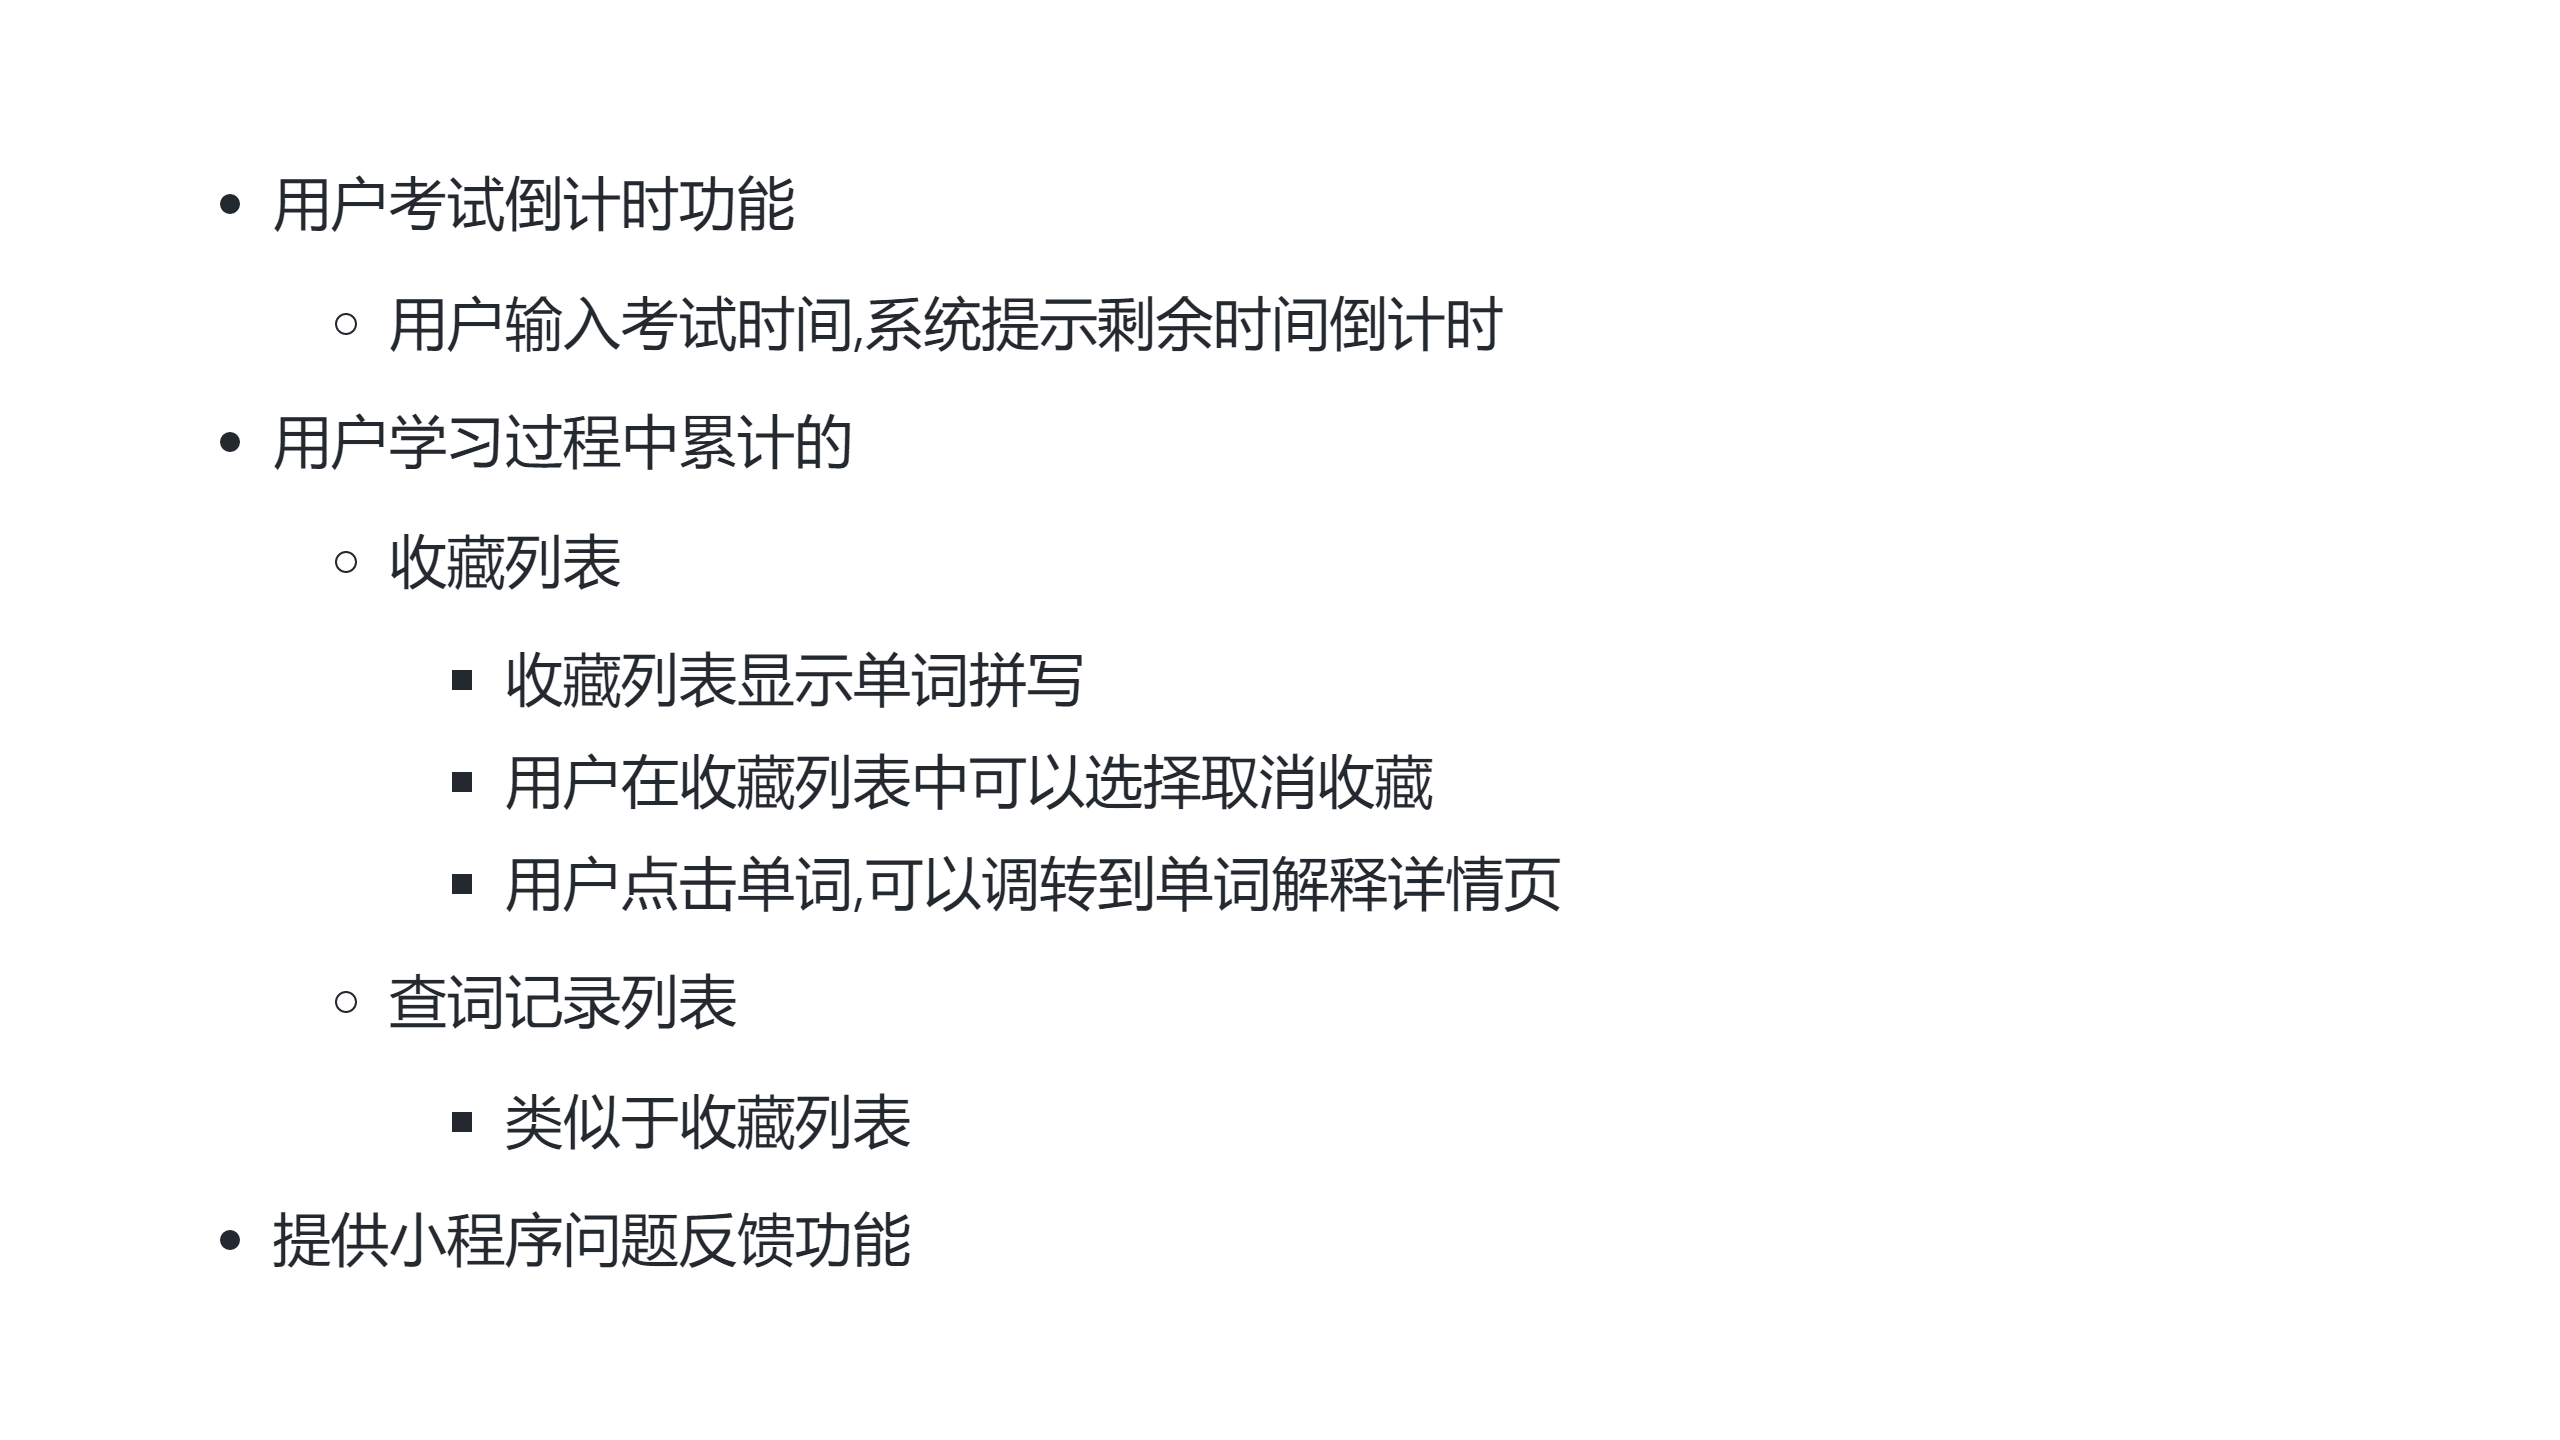 用户考试倒计时功能
用户输入考试时间,系统提示剩余时间倒计时
用户学习过程中累计的
收藏列表
收藏列表显示单词拼写
用户在收藏列表中可以选择取消收藏
用户点击单词,可以调转到单词解释详情页
查词记录列表
类似于收藏列表
提供小程序问题反馈功能